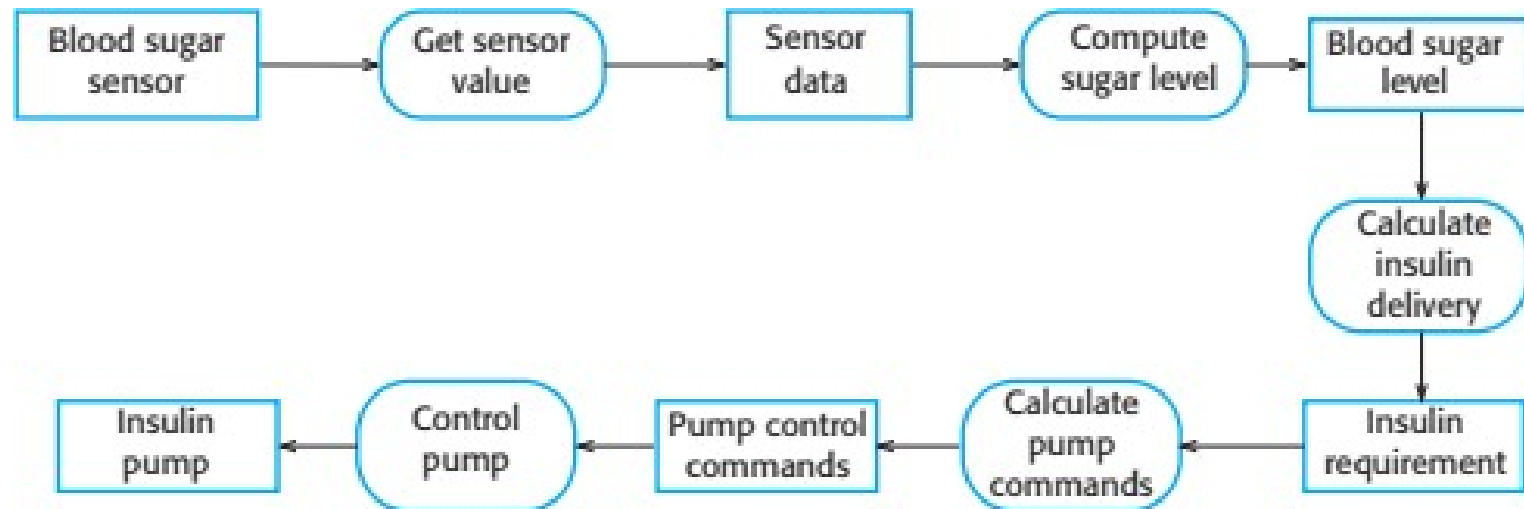 Blood sugar
sensor
Get sensor
value
Sensor
data
Compute
sugar level
Blood sugar
level
Calculate
insulin
delivery
Insulin
requirement
Calculate
pump
commands
Pump control
commands
Control
pump
Insulin
pump